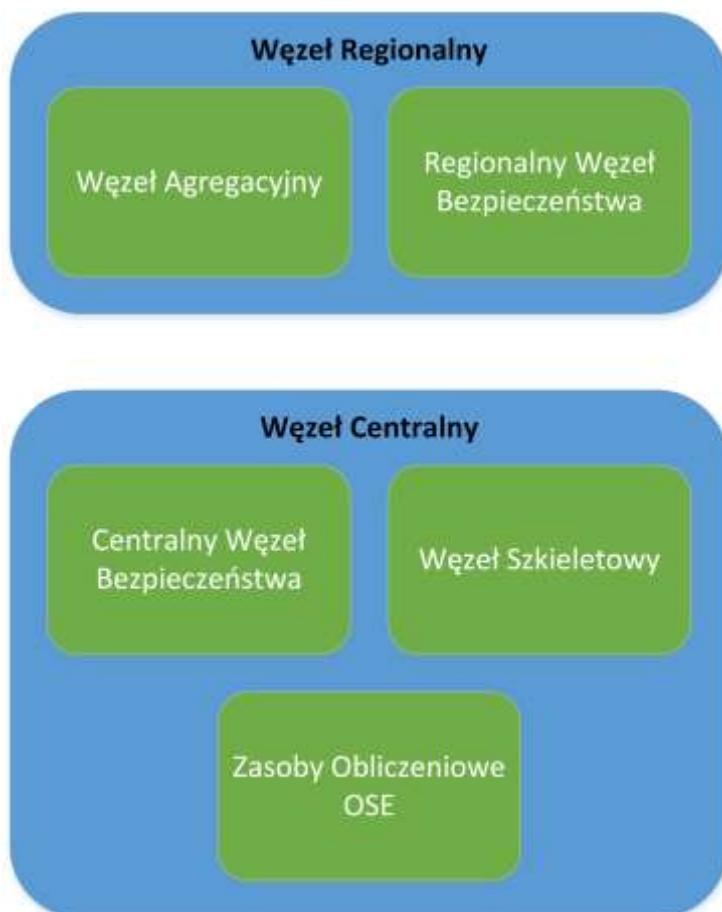 Węzeł Regionalny
Węzeł Agregacyjny
Regionalny Węzeł
Bezpieczeństwa
Węzeł Centralny
Centralny Węzeł
Bezpieczeństwa
Węzeł Szkieletowy
Zasoby Obliczeniowe
OSE